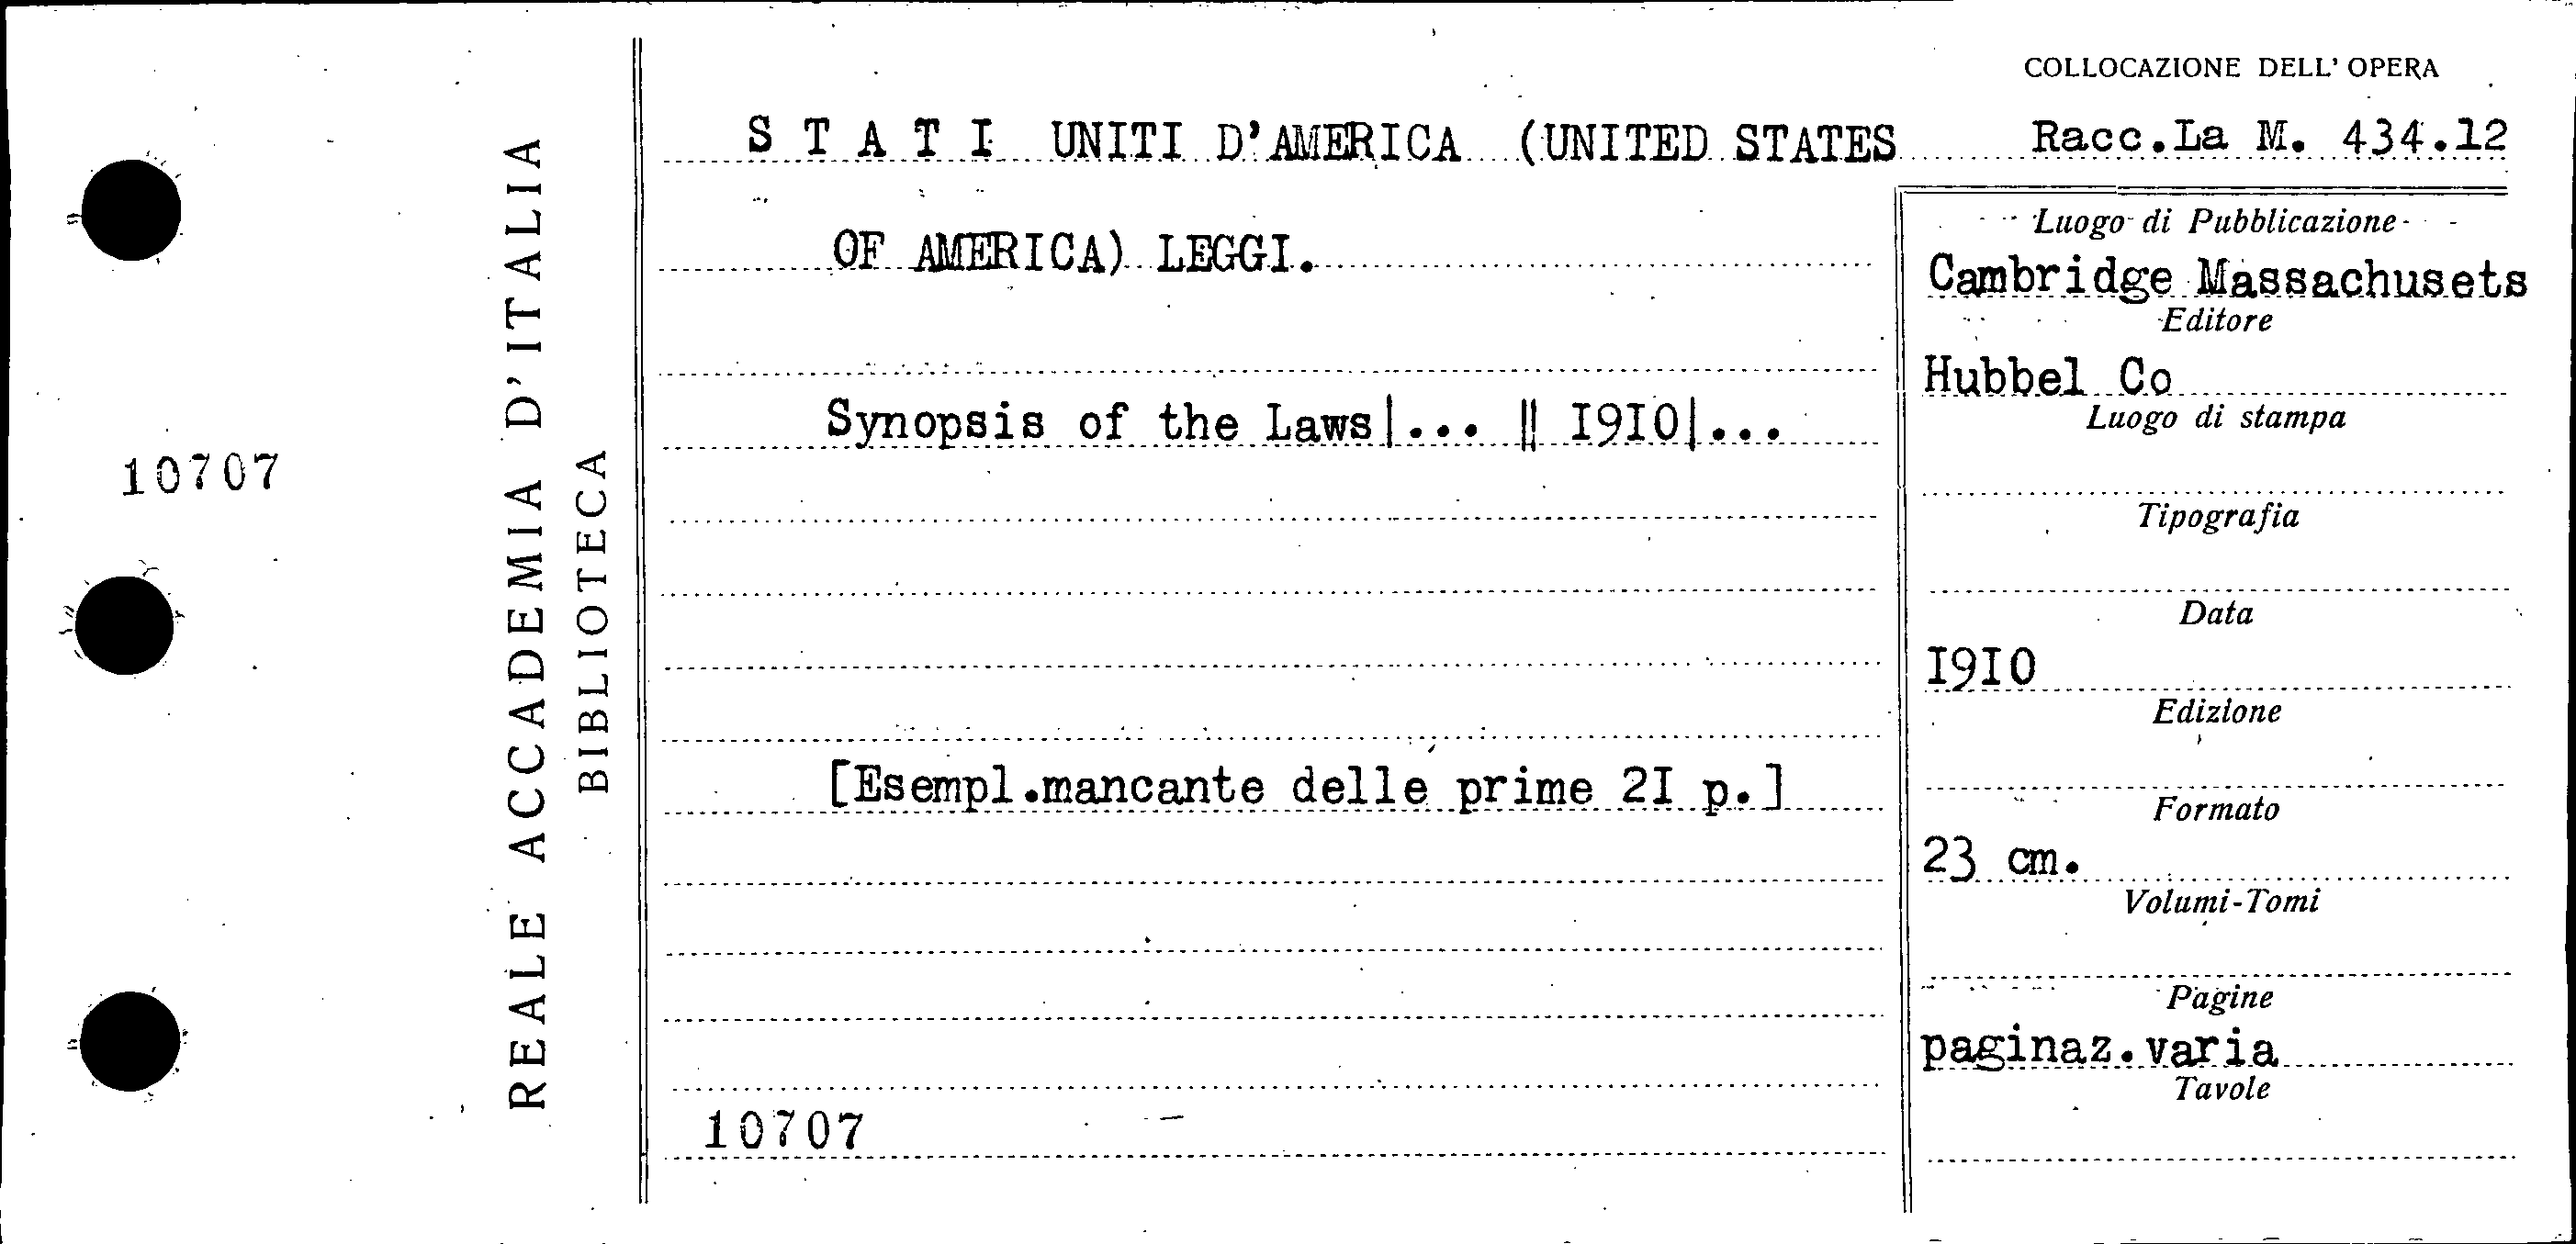 COLLOCAZIONE DELL' OPERA
S T A T I UNITI D'AMERICA (UNITED STATES
Racc.La M. 434.12
OF AMERICA) LEGGI.
Synopsis of the Laws|... || I9I0|...
[Esempl.mancante delle prime 2I p.]
10707
Luogo di Pubblicazione
Cambridge Massachusets
Editore
Hubbel Co
Luogo di stampa
Tipografia
Data
I9I0
Edizione
Formato
23 cm.
Volumi-Tomi
Pagine
paginaz.varia
Tavole
10707
REALE ACCADEMIA D'ITALIA
BIBLIOTECA